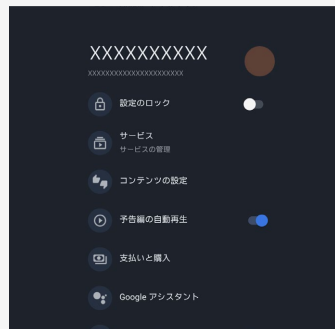 XXXXXXXXXX
XXXXXXXXXXXXXXXXXXXXXX
設定のロック
サービス
サービスの管理
コンテンツの設定
予告編の自動再生
支払いと購入
Google アシスタント